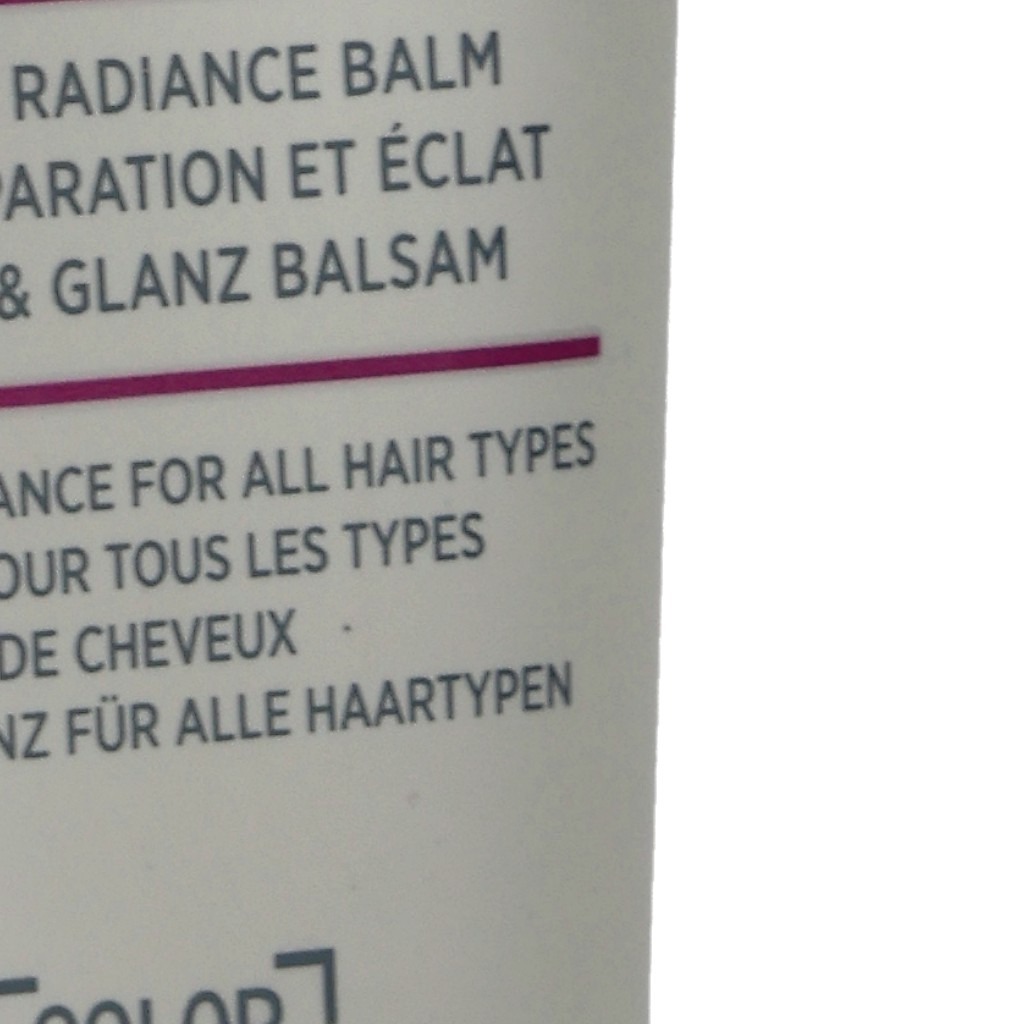 RADiANCE BALM
PARATION ET ÉCLAT
& GLANZ BALSAM
ANCE FOR ALL HAIR TYPES
OUR TOUS LES TYPES
DE CHEVEUX
NZ FÜR ALLE HAARTYPEN
COLOR